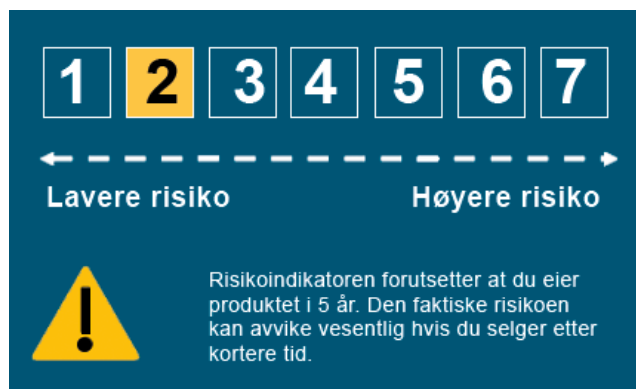 1 2 3 4 5 6 7
Lavere risiko Høyere risiko
Risikoindikatoren forutsetter at du eier
produktet i 5 år. Den faktiske risikoen
kan avvike vesentlig hvis du selger etter
kortere tid.